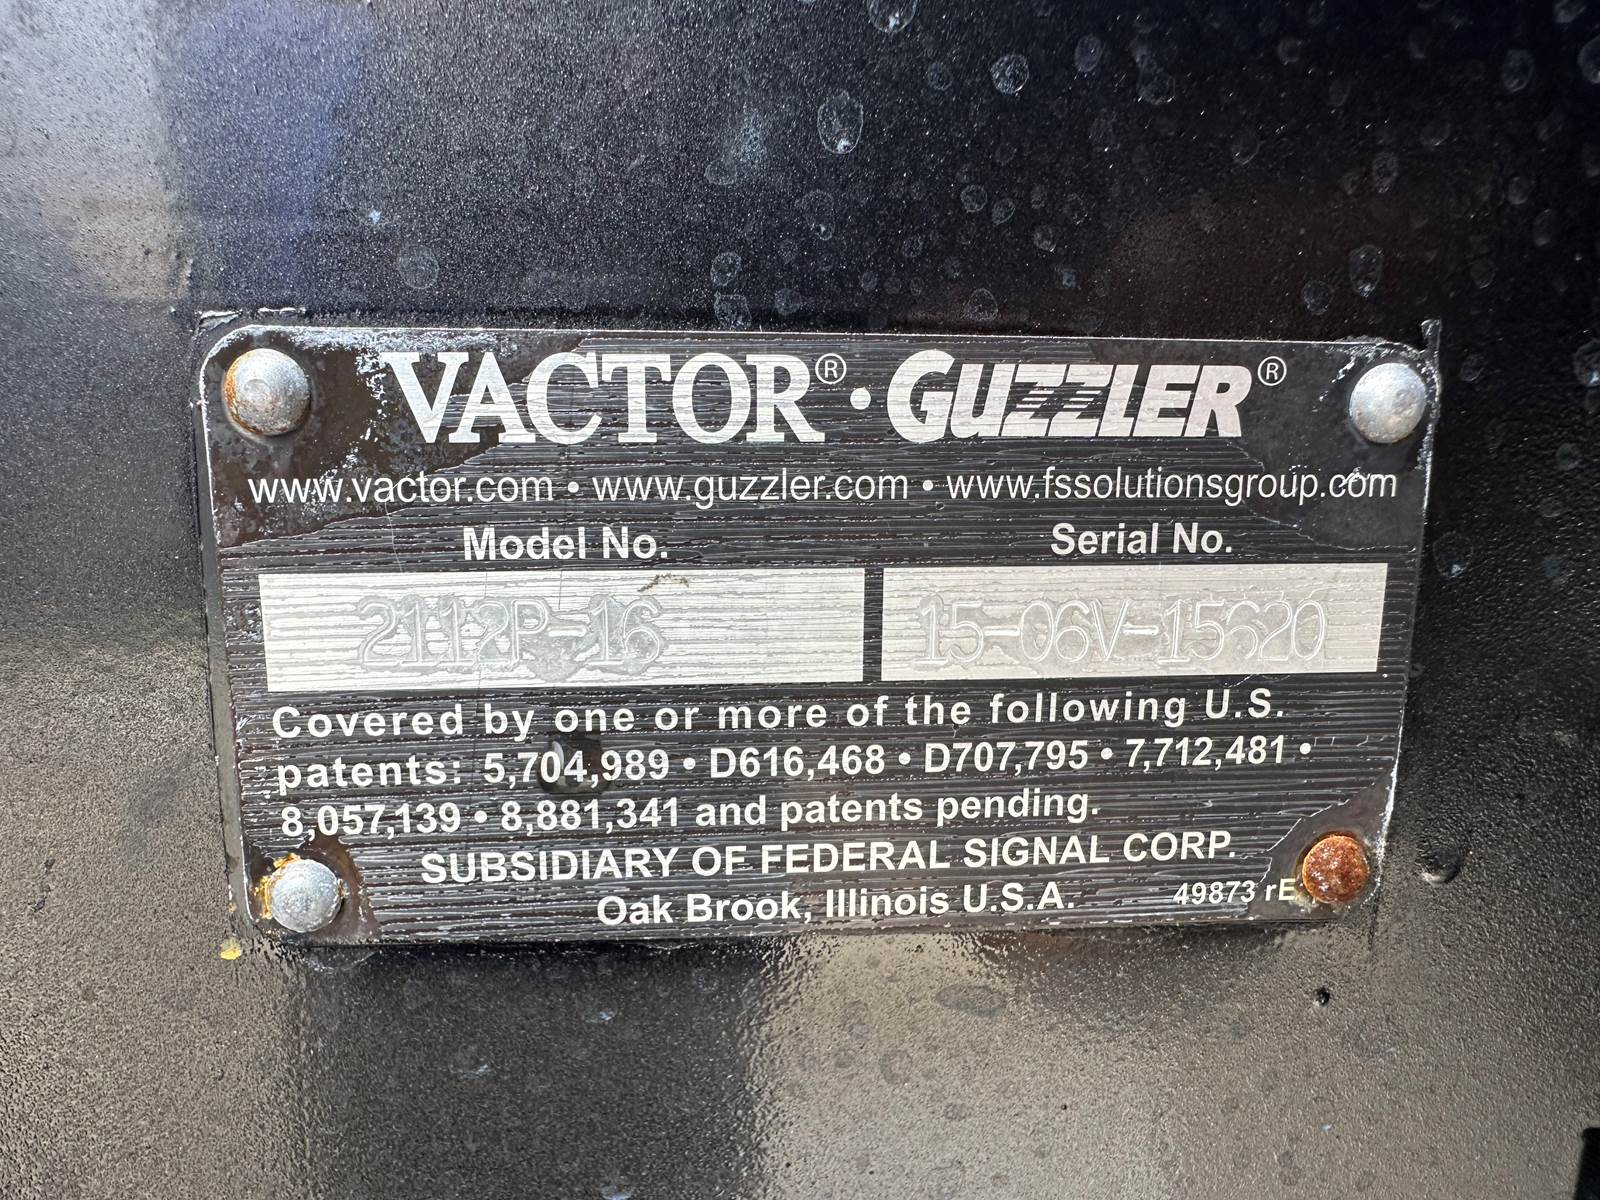 VACTOR® • GUZZLER®
www.vactor.com • www.guzzler.com • www.fssolutionsgroup.com
Model No. Serial No.
2112P-16 15-06V-15620
Covered by one or more of the following U.S.
patents: 5,704,989 • D616,468 • D707,795 • 7,712,481 •
8,057,139 • 8,881,341 and patents pending.
SUBSIDIARY OF FEDERAL SIGNAL CORP.
Oak Brook, Illinois U.S.A. 49873 rE